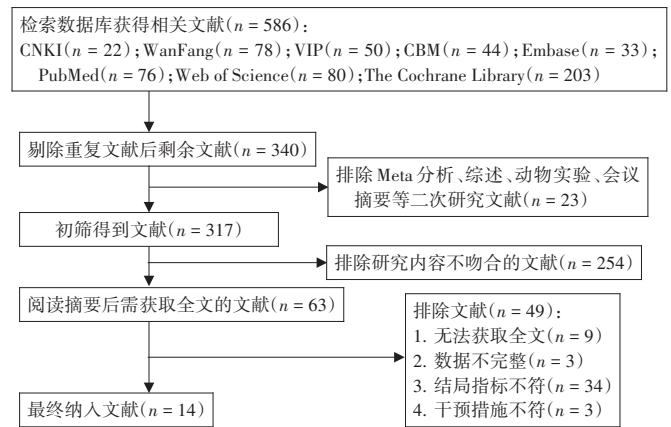 检索数据库获得相关文献(n = 586)：
CNKI(n = 22)；WanFang(n = 78)；VIP(n = 50)；CBM(n = 44)；Embase(n = 33)；
PubMed(n = 76)；Web of Science(n = 80)；The Cochrane Library(n = 203)
剔除重复文献后剩余文献(n = 340)
排除 Meta 分析、综述、动物实验、会议
摘要等二次研究文献(n = 23)
初筛得到文献(n = 317)
排除研究内容不吻合的文献(n = 254)
阅读摘要后需获取全文的文献(n = 63)
排除文献(n = 49)：
1. 无法获取全文(n = 9)
2. 数据不完整(n = 3)
3. 结局指标不符(n = 34)
4. 干预措施不符(n = 3)
最终纳入文献(n = 14)